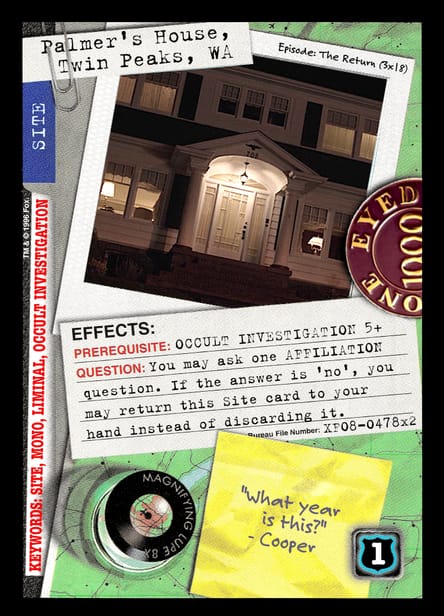 Palmer's House,
Twin Peaks, WA
Episode: The Return (3x18)
SITE
TM & © 1996 Fox.
KEYWORDS: SITE, MONO, LIMINAL, OCCULT INVESTIGATION
708
ONE EYED
1000
EFFECTS:
PREREQUISITE: OCCULT INVESTIGATION 5+
QUESTION: You may ask one AFFILIATION
question. If the answer is 'no', you
may return this Site card to your
hand instead of discarding it.
Bureau File Number: XF08-0478x2
MAGNIFYING LUPE 8X
"What year
is this?"
- Cooper
1